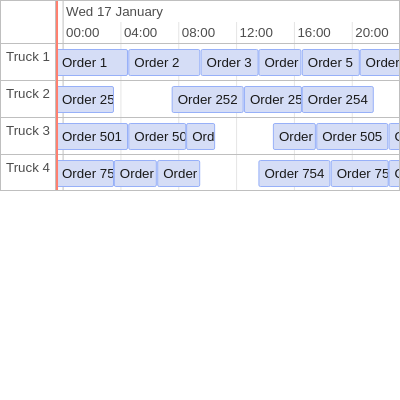 Wed 17 January
00:00 04:00 08:00 12:00 16:00 20:00
Truck 1 Order 1 Order 2 Order 3 Order Order 5 Order
Truck 2 Order 25 Order 252 Order 25 Order 254
Truck 3 Order 501 Order 50 Ord Order Order 505
Truck 4 Order 75 Order Order Order 754 Order 75